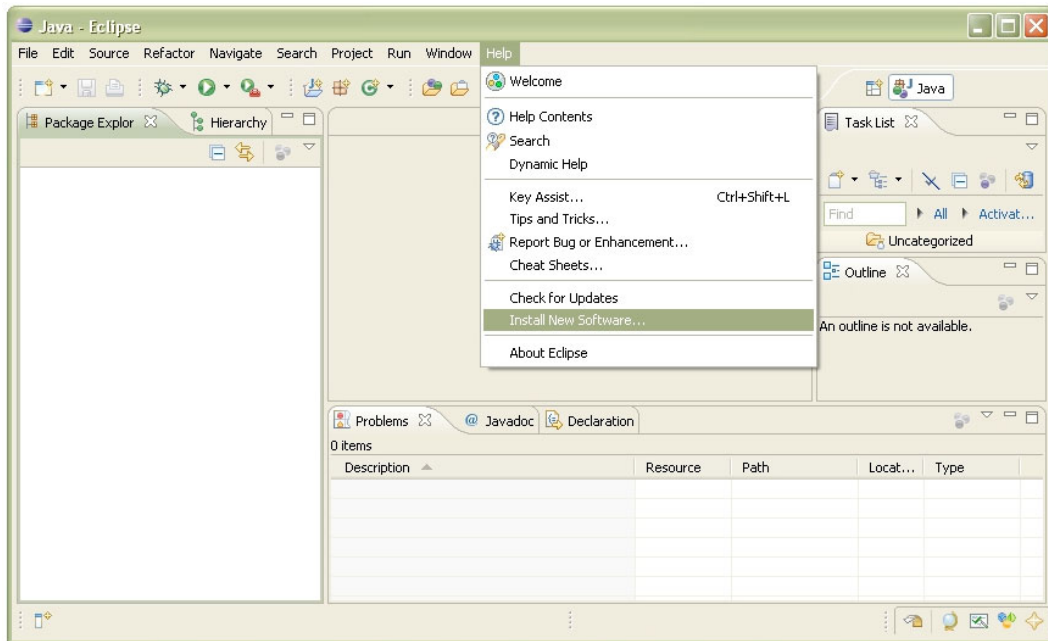 Java - Eclipse
File Edit Source Refactor Navigate Search Project Run Window Help
Java
Package Explor
Hierarchy
Welcome
Help Contents
Search
Dynamic Help
Key Assist... Ctrl+Shift+L
Tips and Tricks...
Report Bug or Enhancement...
Cheat Sheets...
Check for Updates
Install New Software...
About Eclipse
Task List
Find All Activat...
Uncategorized
Outline
An outline is not available.
Problems @ Javadoc Declaration
0 items
Description Resource Path Locat... Type